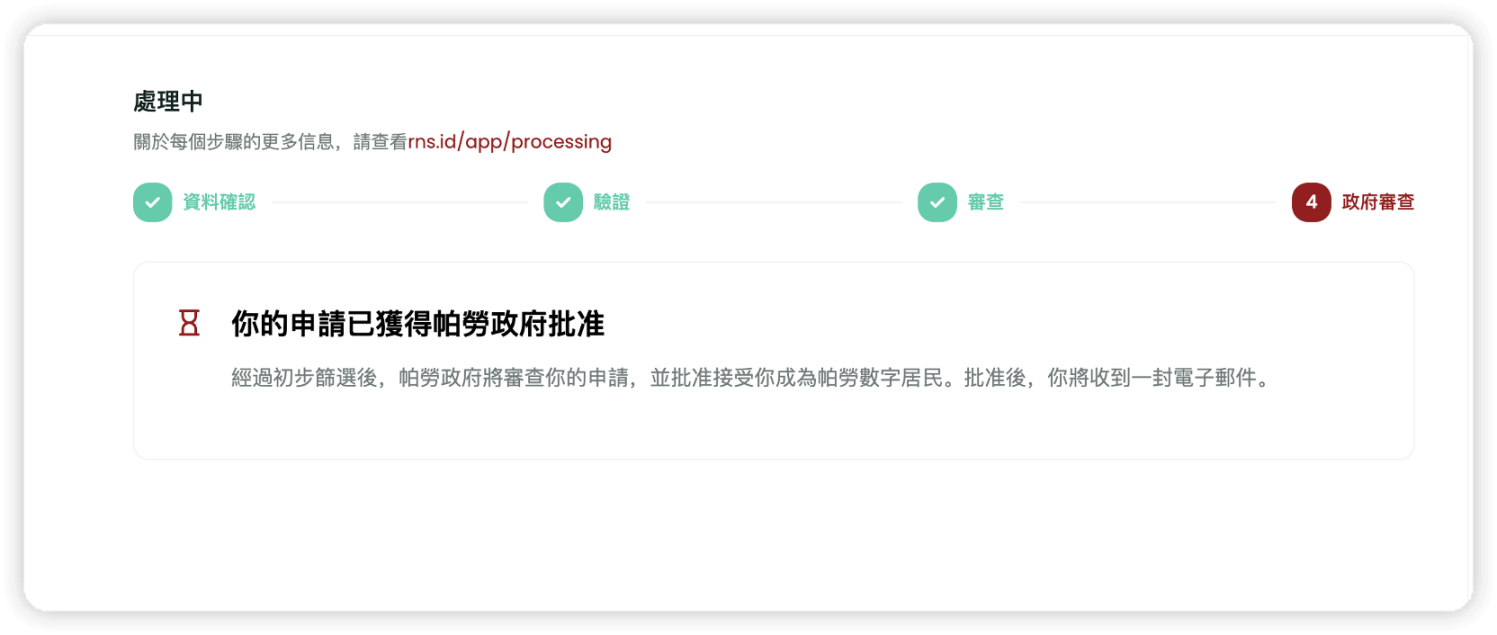 處理中
關於每個步驟的更多信息，請查看rns.id/app/processing
資料確認 驗證 審查 4 政府審查
你的申請已獲得帕勞政府批准
經過初步篩選後，帕勞政府將審查你的申請，並批准接受你成為帕勞數字居民。批准後，你將收到一封電子郵件。